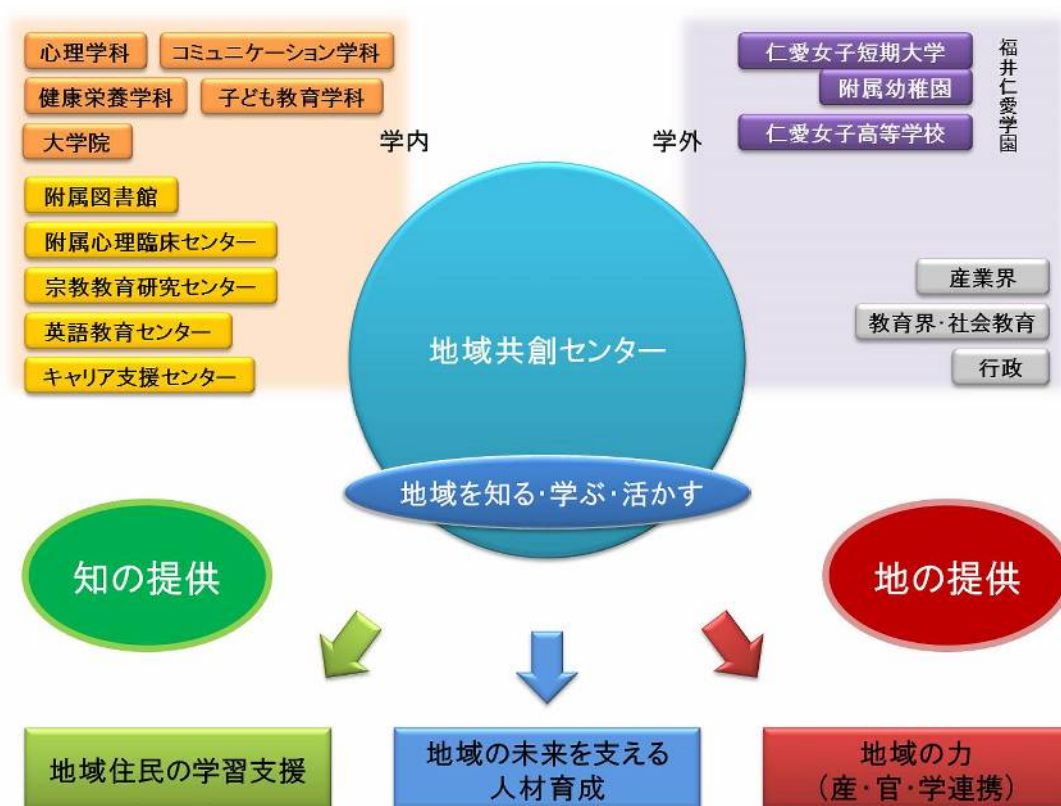 心理学科
コミュニケーション学科
健康栄養学科
子ども教育学科
大学院
学内
附属図書館
附属心理臨床センター
宗教教育研究センター
英語教育センター
キャリア支援センター
学外
仁愛女子短期大学
附属幼稚園
仁愛女子高等学校
福井仁愛学園
産業界
教育界・社会教育
行政
地域共創センター
地域を知る・学ぶ・活かす
知の提供
地の提供
地域住民の学習支援
地域の未来を支える
人材育成
地域の力
（産・官・学連携）